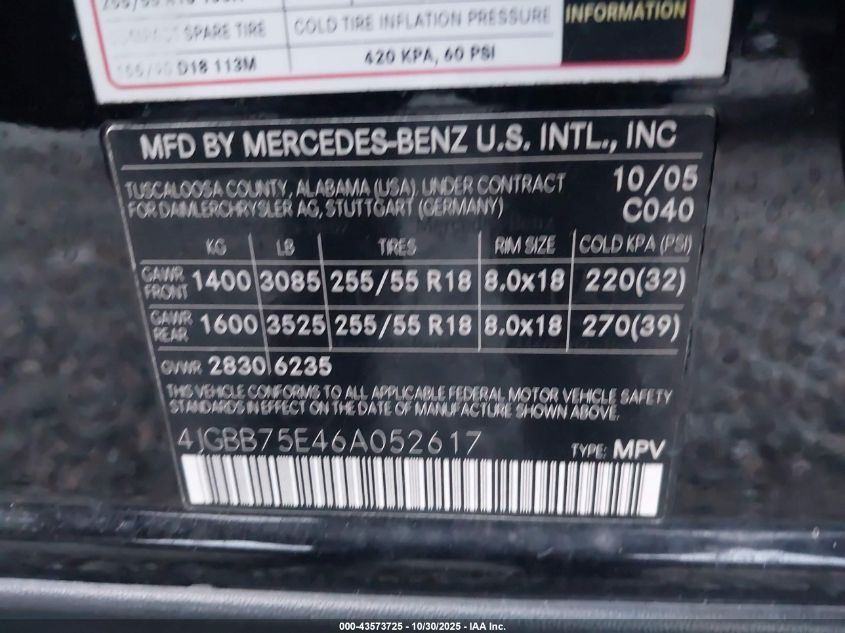 COLD TIRE INFLATION PRESSURE
SPARE TIRE
INFORMATION
D18 113M
420 KPA, 60 PSI
MFD BY MERCEDES-BENZ U.S. INTL., INC
TUSCALOOSA COUNTY, ALABAMA (USA), UNDER CONTRACT
FOR DAIMLERCHRYSLER AG, STUTTGART (GERMANY)
10/05
C040
KG LB TIRES RIM SIZE COLD KPA (PSI)
GAWR FRONT 1400 3085 255/55 R18 8.0x18 220(32)
GAWR REAR 1600 3525 255/55 R18 8.0x18 270(39)
GVWR 2830 6235
THIS VEHICLE CONFORMS TO ALL APPLICABLE FEDERAL MOTOR VEHICLE SAFETY
STANDARDS IN EFFECT ON THE DATE OF MANUFACTURE SHOWN ABOVE.
4JGBB75E46A052617 TYPE: MPV
000-43573725 - 10/30/2025 - IAA Inc.